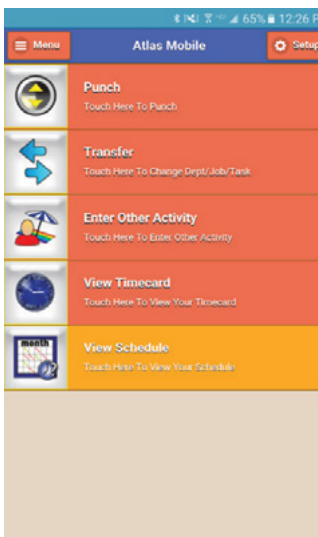 65% 12:26 P
Menu
Atlas Mobile
Setup
Punch
Touch Here To Punch
Transfer
Touch Here To Change Dept/Job/Task
Enter Other Activity
Touch Here To Enter Other Activity
View Timecard
Touch Here To View Your Timecard
month
View Schedule
Touch Here To View Your Schedule